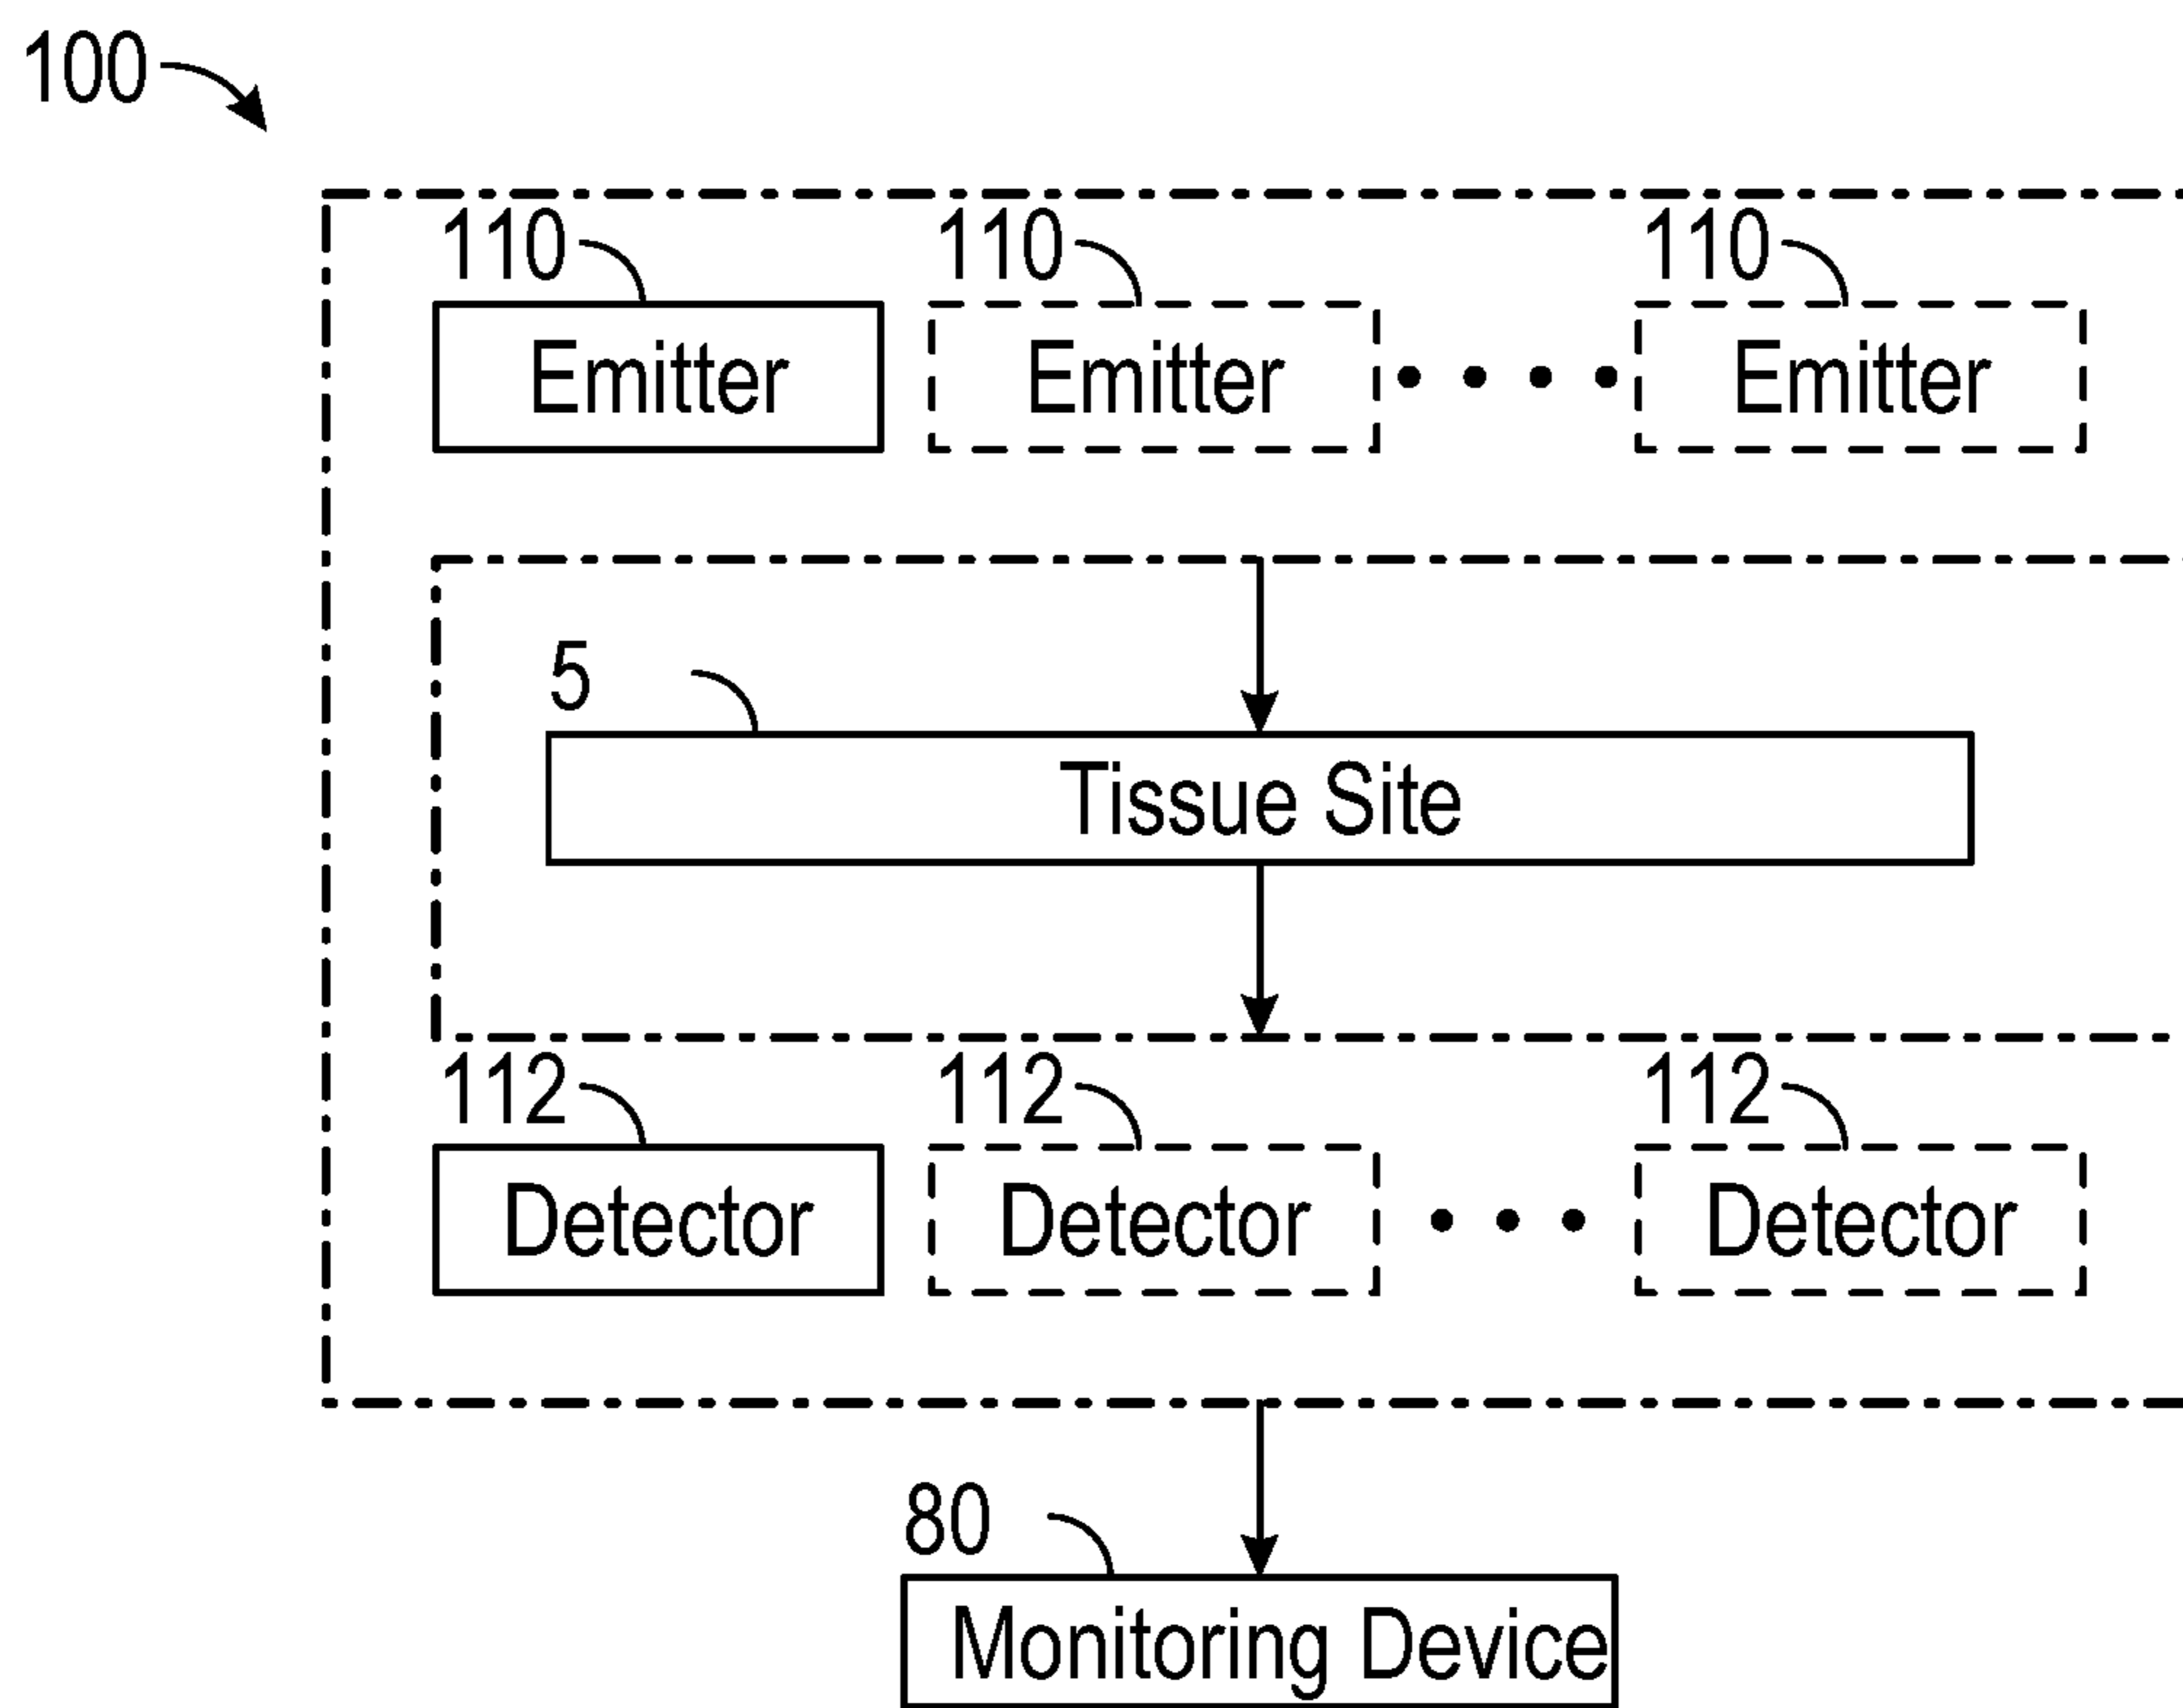 100
110 110 110
Emitter Emitter Emitter
5
Tissue Site
112 112 112
Detector Detector Detector
80
Monitoring Device